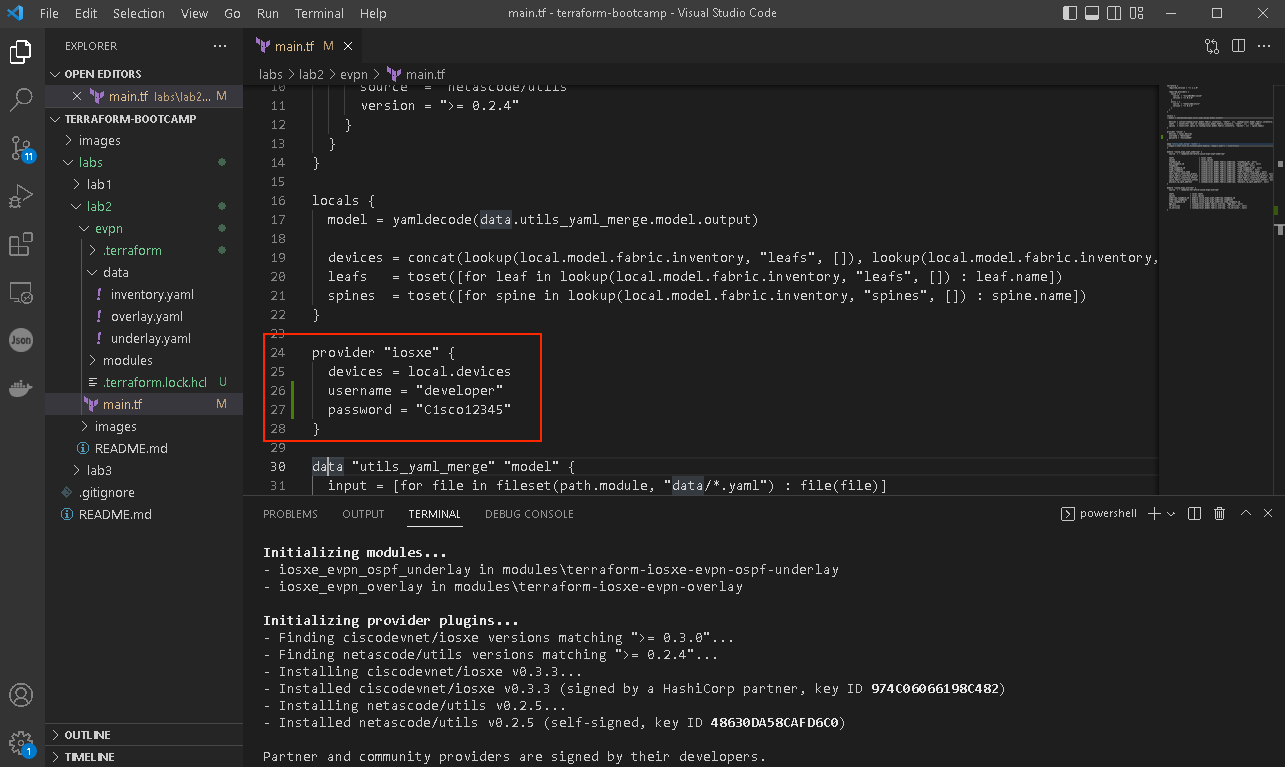 File Edit Selection View Go Run Terminal Help main.tf - terraform-bootcamp - Visual Studio Code
EXPLORER
OPEN EDITORS
main.tf labs\lab2... M
TERRAFORM-BOOTCAMP
images
labs
lab1
lab2
evpn
.terraform
data
inventory.yaml
overlay.yaml
underlay.yaml
modules
.terraform.lock.hcl U
main.tf M
images
README.md
lab3
.gitignore
README.md
OUTLINE
TIMELINE
11
Json
1
main.tf M
labs > lab2 > evpn > main.tf
10 source = "netascode/utils"
11 version = ">= 0.2.4"
12 }
13 }
14 }
15
16 locals {
17 model = yamldecode(data.utils_yaml_merge.model.output)
18
19 devices = concat(lookup(local.model.fabric.inventory, "leafs", []), lookup(local.model.fabric.inventory,
20 leafs = toset([for leaf in lookup(local.model.fabric.inventory, "leafs", []) : leaf.name])
21 spines = toset([for spine in lookup(local.model.fabric.inventory, "spines", []) : spine.name])
22 }
23
24 provider "iosxe" {
25 devices = local.devices
26 username = "developer"
27 password = "C1sco12345"
28 }
29
30 data "utils_yaml_merge" "model" {
31 input = [for file in fileset(path.module, "data/*.yaml") : file(file)]
PROBLEMS OUTPUT TERMINAL DEBUG CONSOLE powershell
Initializing modules...
- iosxe_evpn_ospf_underlay in modules\terraform-iosxe-evpn-ospf-underlay
- iosxe_evpn_overlay in modules\terraform-iosxe-evpn-overlay
Initializing provider plugins...
- Finding ciscodevnet/iosxe versions matching ">= 0.3.0"...
- Finding netascode/utils versions matching ">= 0.2.4"...
- Installing ciscodevnet/iosxe v0.3.3...
- Installed ciscodevnet/iosxe v0.3.3 (signed by a HashiCorp partner, key ID 974C06066198C482)
- Installing netascode/utils v0.2.5...
- Installed netascode/utils v0.2.5 (self-signed, key ID 48630DA58CAFD6C0)
Partner and community providers are signed by their developers.